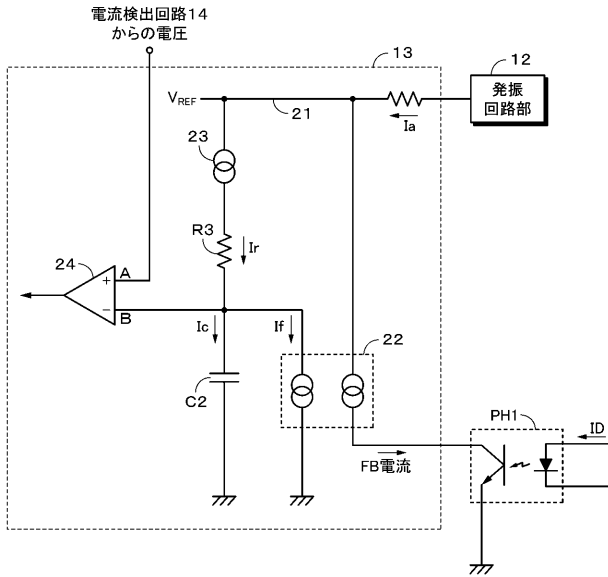 電流検出回路14
からの電圧
13
12
発振
回路部
VREF
21
Ia
23
R3
Ir
24
A
+
−
B
Ic
If
22
C2
PH1
ID
FB電流